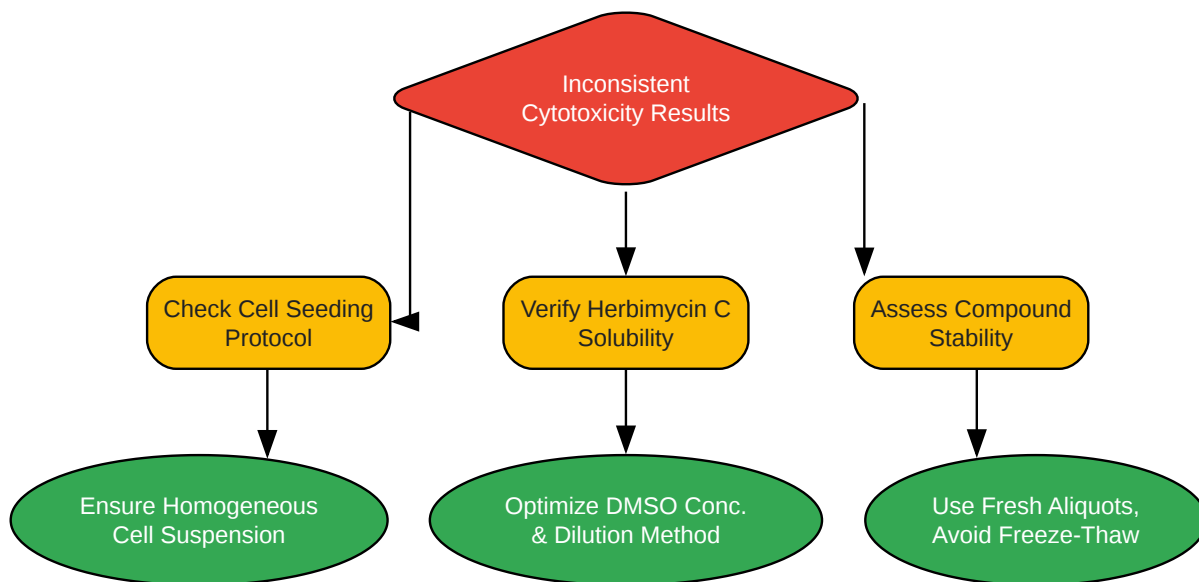 Inconsistent
Cytotoxicity Results
Check Cell Seeding
Protocol
Verify Herbimycin C
Solubility
Assess Compound
Stability
Ensure Homogeneous
Cell Suspension
Optimize DMSO Conc.
& Dilution Method
Use Fresh Aliquots,
Avoid Freeze-Thaw